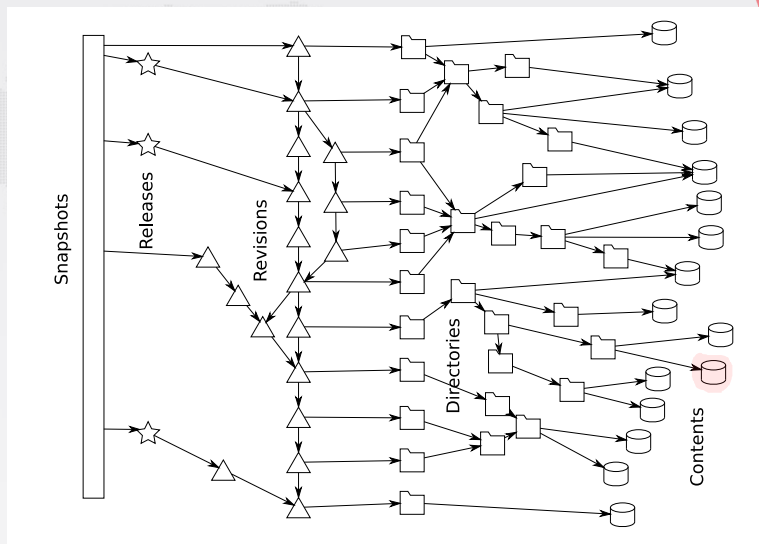 Snapshots
Releases
Revisions
Directories
Contents